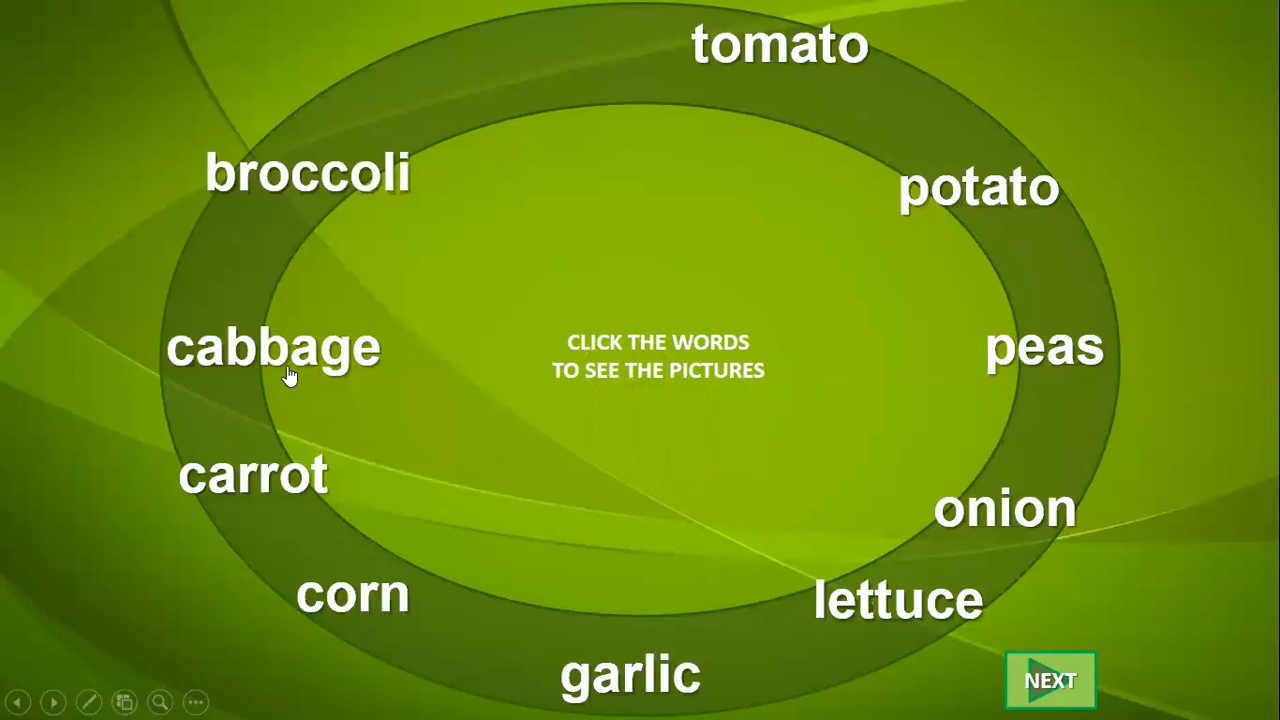 tomato
broccoli
potato
cabbage
CLICK THE WORDS
TO SEE THE PICTURES
peas
carrot
onion
corn
lettuce
garlic
NEXT